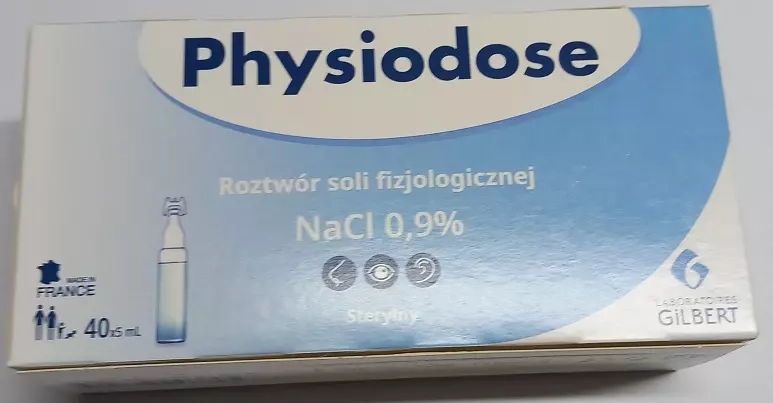 Physiodose
Roztwór soli fizjologicznej
NaCl 0,9%
Sterylny
MADE IN
FRANCE
40x5 mL
LABORATOIRES
GiLBERT